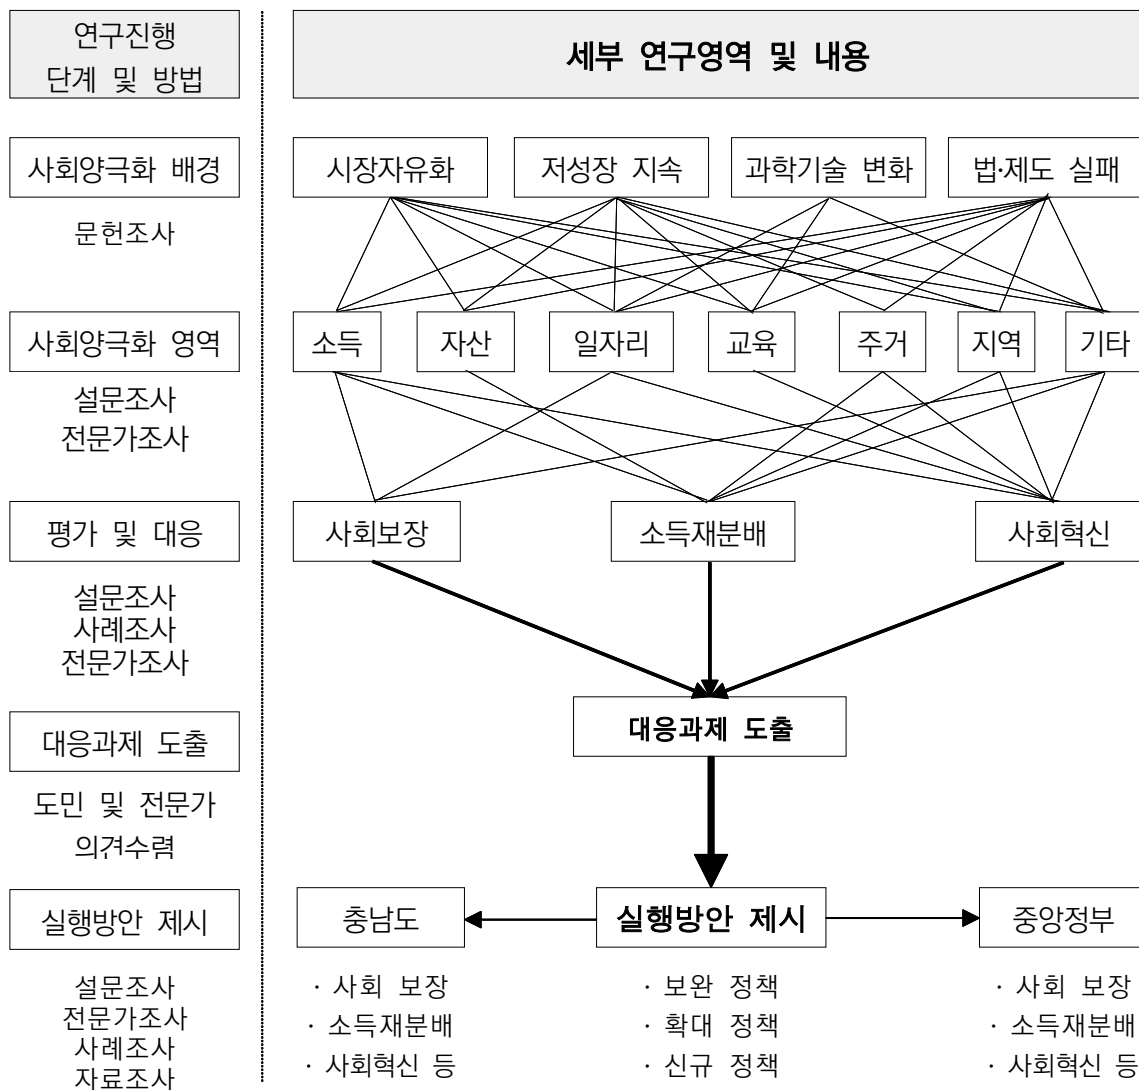 연구진행
단계 및 방법
세부 연구영역 및 내용
사회양극화 배경
시장자유화
저성장 지속
과학기술 변화
법·제도 실패
문헌조사
사회양극화 영역
소득
자산
일자리
교육
주거
지역
기타
설문조사
전문가조사
평가 및 대응
사회보장
소득재분배
사회혁신
설문조사
사례조사
전문가조사
대응과제 도출
대응과제 도출
도민 및 전문가
의견수렴
실행방안 제시
충남도
실행방안 제시
중앙정부
설문조사
전문가조사
사례조사
자료조사
· 사회 보장
· 소득재분배
· 사회혁신 등
· 보완 정책
· 확대 정책
· 신규 정책
· 사회 보장
· 소득재분배
· 사회혁신 등